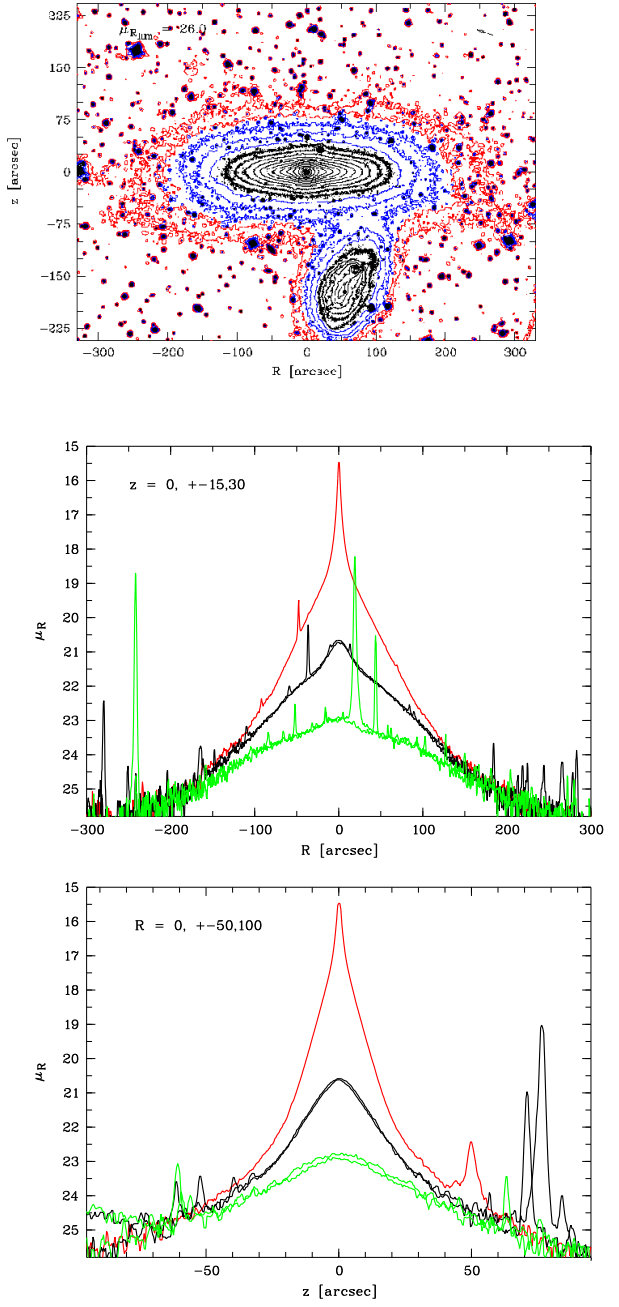 μR_lim = 26.0
325
150
75
0
−75
−150
−225
z [arcsec]
−300 −200 −100 0 100 200 300
R [arcsec]
z = 0, +−15,30
15
16
17
18
19
20
21
22
23
24
25
μR
−300 −200 −100 0 100 200 300
R [arcsec]
R = 0, +−50,100
15
16
17
18
19
20
21
22
23
24
25
μR
−50 0 50
z [arcsec]